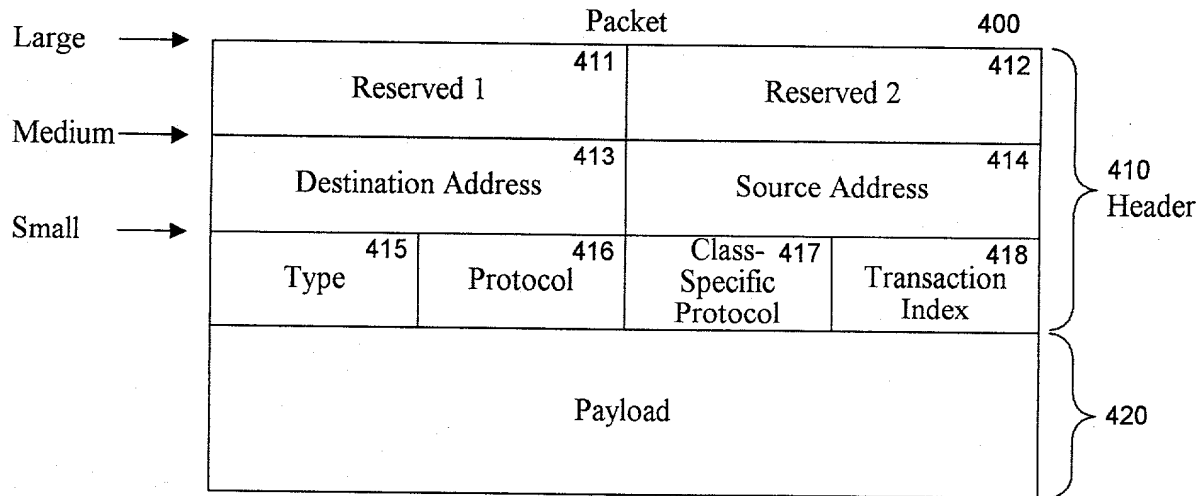 Packet 400
Large
411 412
Reserved 1 Reserved 2
Medium
413 414
Destination Address Source Address
410
Header
Small
415 416 Class- 417 418
Type Protocol Specific Transaction
Protocol Index
Payload
420